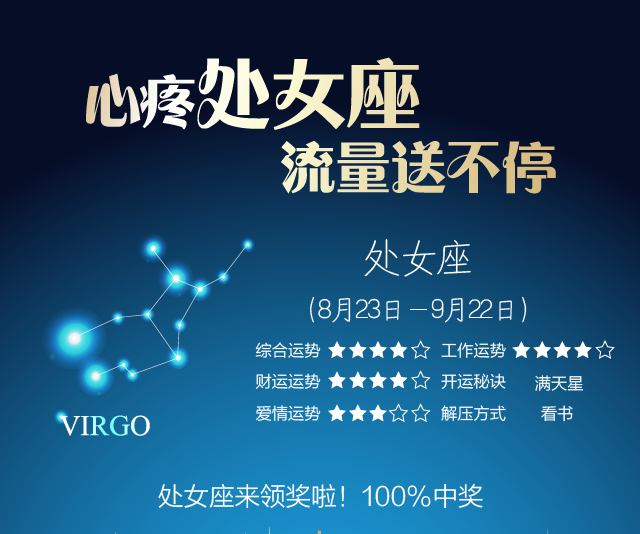 心疼处女座
流量送不停
处女座
(8月23日—9月22日)
综合运势 ★★★★☆ 工作运势 ★★★★☆
财运运势 ★★★★☆ 开运秘诀 满天星
爱情运势 ★★★☆☆ 解压方式 看书
VIRGO
处女座来领奖啦！100%中奖